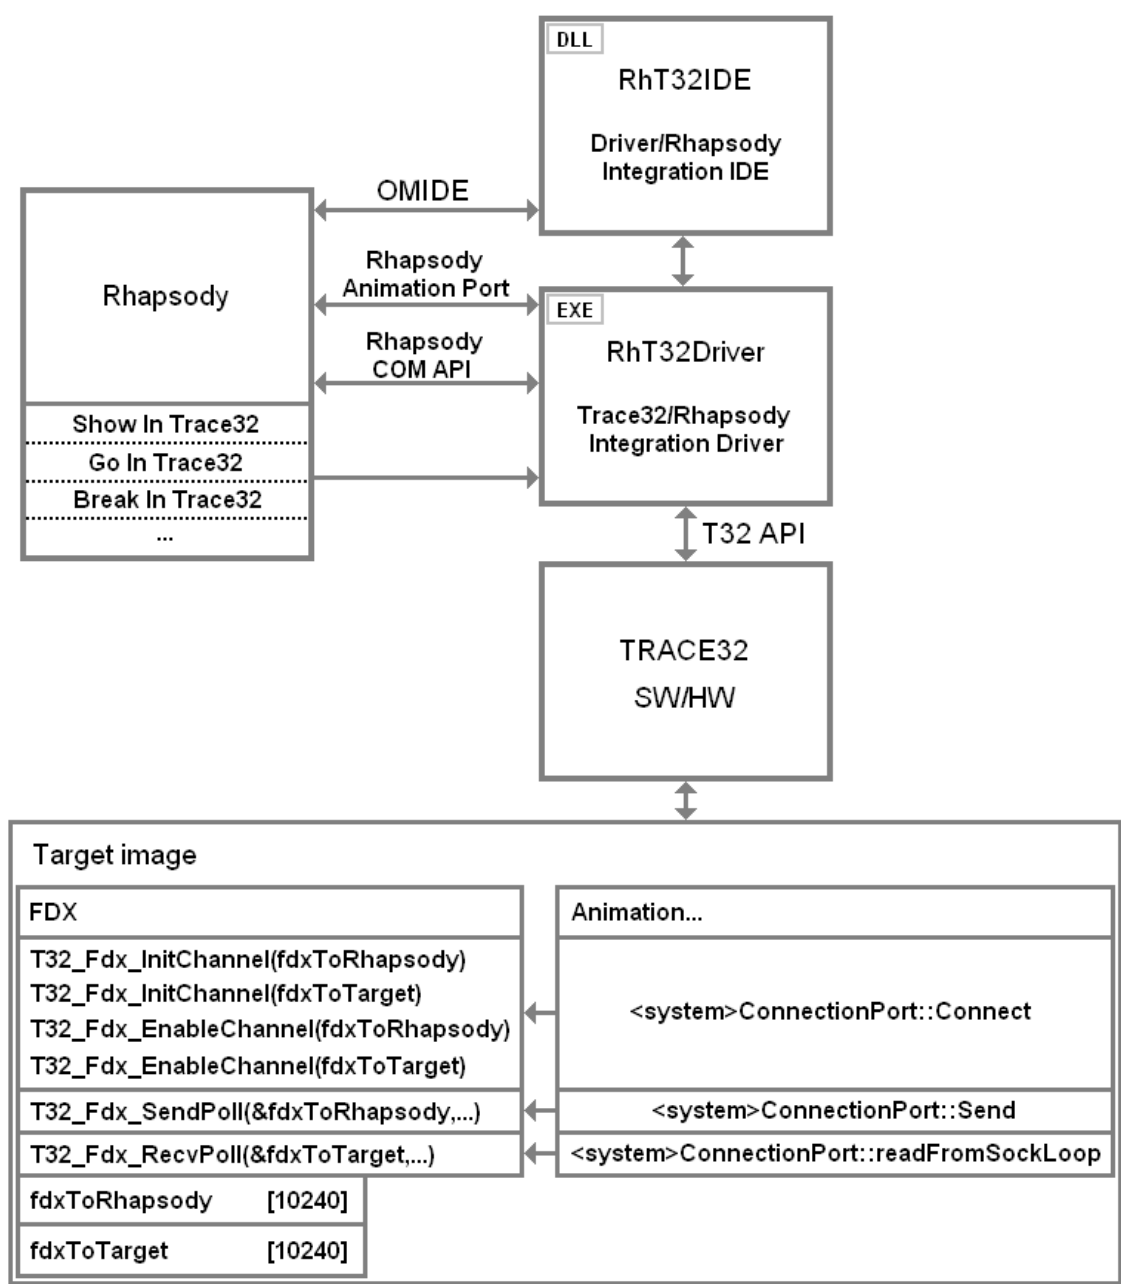 DLL
RhT32IDE
Driver/Rhapsody
Integration IDE
OMIDE
Rhapsody
Animation Port
Rhapsody
COM API
Rhapsody
Show In Trace32
Go In Trace32
Break In Trace32
...
EXE
RhT32Driver
Trace32/Rhapsody
Integration Driver
T32 API
TRACE32
SW/HW
Target image
FDX
T32_Fdx_InitChannel(fdxToRhapsody)
T32_Fdx_InitChannel(fdxToTarget)
T32_Fdx_EnableChannel(fdxToRhapsody)
T32_Fdx_EnableChannel(fdxToTarget)
T32_Fdx_SendPoll(&fdxToRhapsody,...)
T32_Fdx_RecvPoll(&fdxToTarget,...)
fdxToRhapsody [10240]
fdxToTarget [10240]
Animation...
<system>ConnectionPort::Connect
<system>ConnectionPort::Send
<system>ConnectionPort::readFromSockLoop